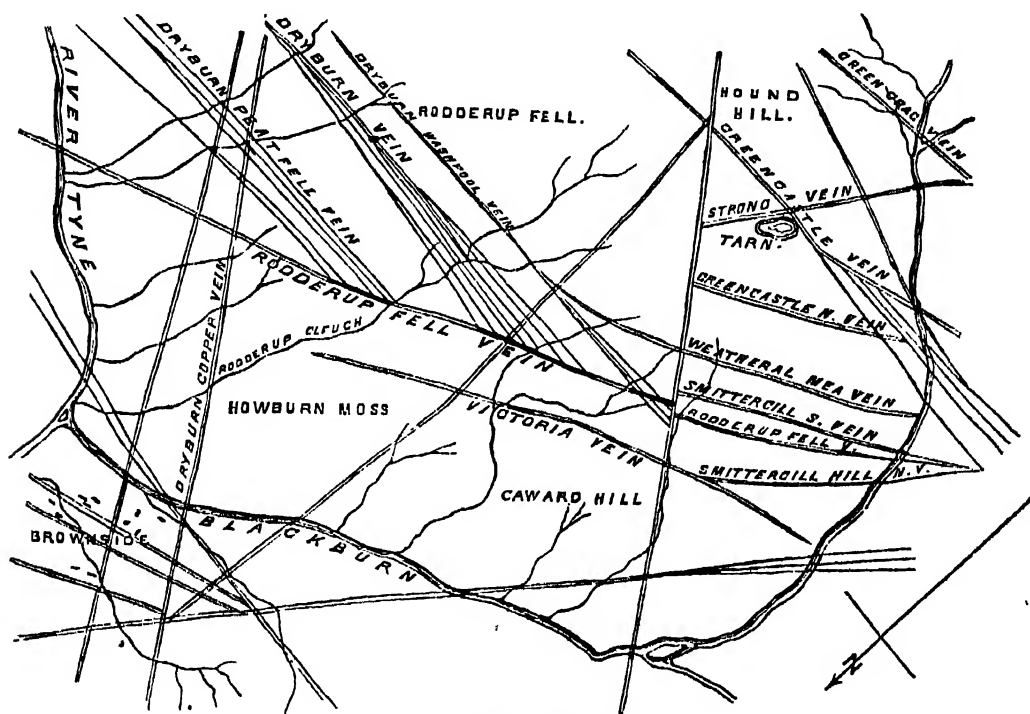 RIVER TYNE
DRYBURN PEAT FELL VEIN
DRYBURN VEIN
DRYBURN WASHPOOL VEIN
RODDERUP FELL.
HOUND
HILL.
GREENCASTLE VEIN
STRONG VEIN
TARN.
GREENCASTLE N. VEIN
RODDERUP FELL VEIN
DRYBURN COPPER VEIN
RODDERUP CLEUCH
HOWBURN MOSS
VICTORIA VEIN
WEATHERAL MEA VEIN
SMITTERGILL S. VEIN
RODDERUP FELL V.
SMITTERGILL HILL N.V.
CAWARD HILL
BLACKBURN
BROWNSIDE
N